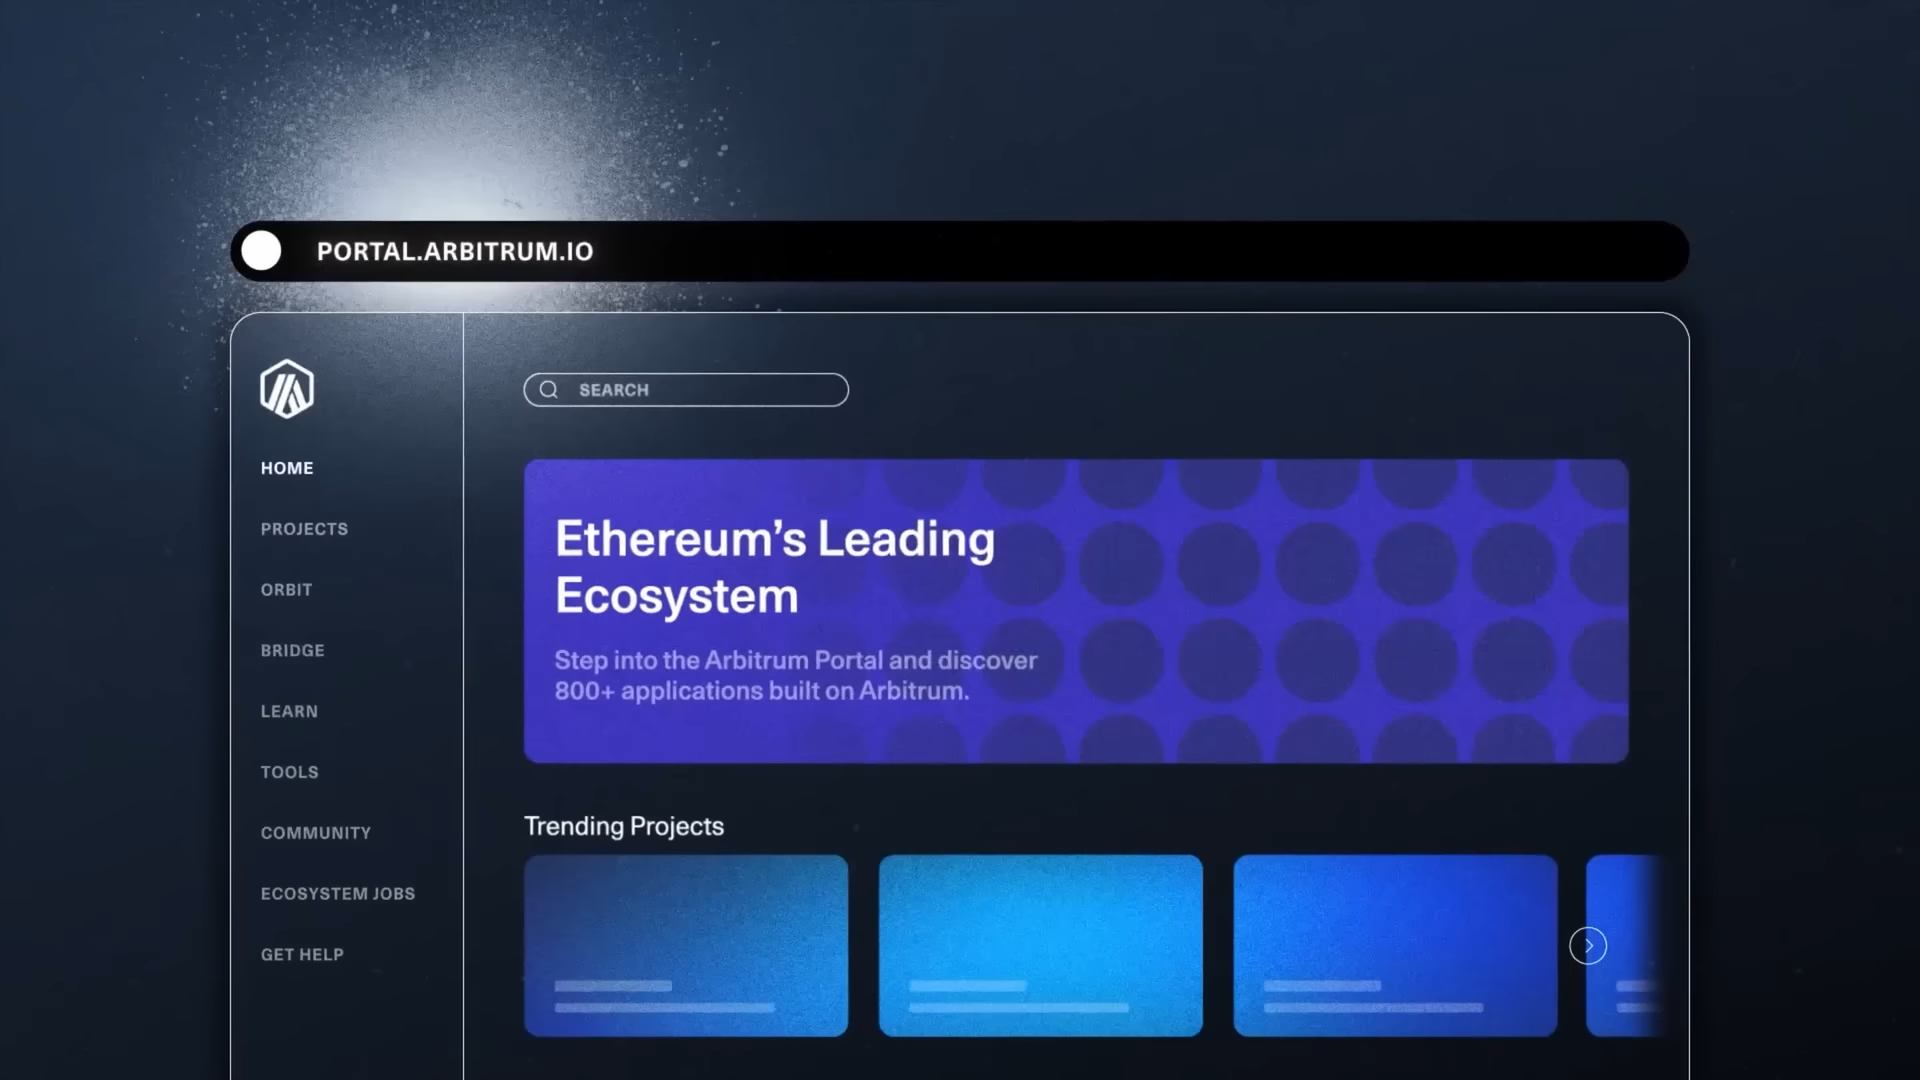 PORTAL.ARBITRUM.IO
SEARCH
HOME
PROJECTS
ORBIT
BRIDGE
LEARN
TOOLS
COMMUNITY
ECOSYSTEM JOBS
GET HELP
Ethereum’s Leading
Ecosystem
Step into the Arbitrum Portal and discover
800+ applications built on Arbitrum.
Trending Projects